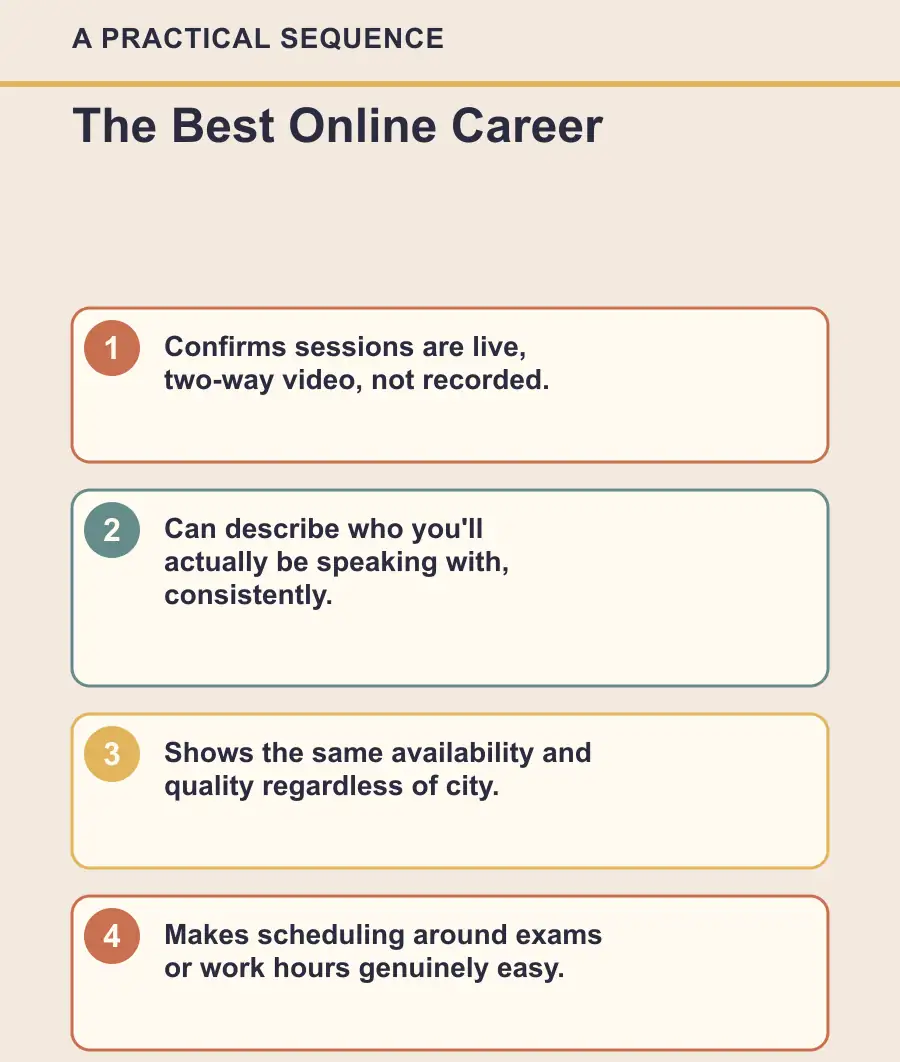 A PRACTICAL SEQUENCE
The Best Online Career
1
Confirms sessions are live,
two-way video, not recorded.
2
Can describe who you'll
actually be speaking with,
consistently.
3
Shows the same availability and
quality regardless of city.
4
Makes scheduling around exams
or work hours genuinely easy.